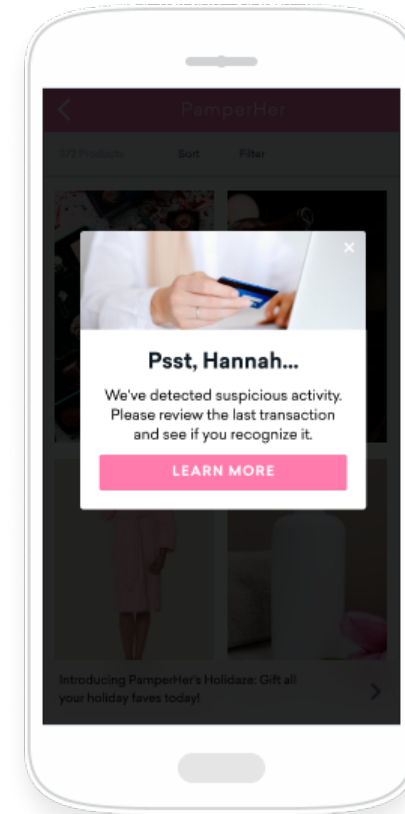 PamperHer
172 Products Sort Filter
Psst, Hannah...
We've detected suspicious activity.
Please review the last transaction
and see if you recognize it.
LEARN MORE
Introducing PamperHer's Holidaze: Gift all
your holiday faves today!